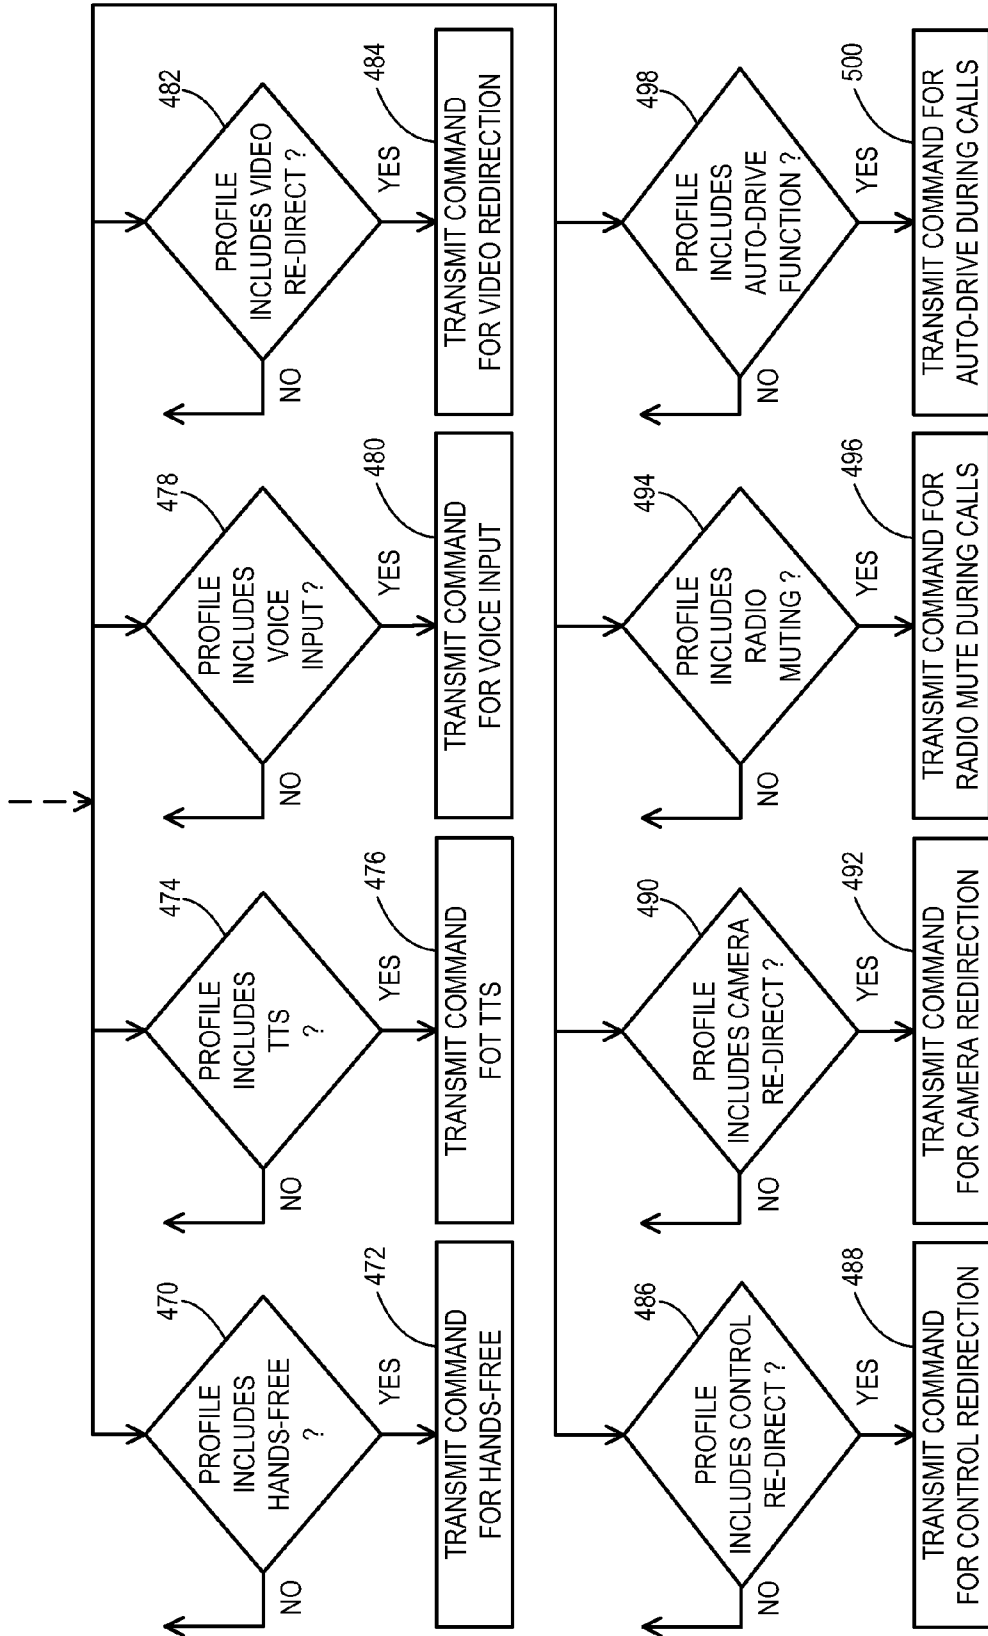 470
PROFILE
INCLUDES
HANDS-FREE
?
NO
YES
472
TRANSMIT COMMAND
FOR HANDS-FREE
474
PROFILE
INCLUDES
TTS
?
NO
YES
476
TRANSMIT COMMAND
FOT TTS
478
PROFILE
INCLUDES
VOICE
INPUT ?
NO
YES
480
TRANSMIT COMMAND
FOR VOICE INPUT
482
PROFILE
INCLUDES VIDEO
RE-DIRECT ?
NO
YES
484
TRANSMIT COMMAND
FOR VIDEO REDIRECTION
486
PROFILE
INCLUDES CONTROL
RE-DIRECT ?
NO
YES
488
TRANSMIT COMMAND
FOR CONTROL REDIRECTION
490
PROFILE
INCLUDES CAMERA
RE-DIRECT ?
NO
YES
492
TRANSMIT COMMAND
FOR CAMERA REDIRECTION
494
PROFILE
INCLUDES
RADIO
MUTING ?
NO
YES
496
TRANSMIT COMMAND FOR
RADIO MUTE DURING CALLS
498
PROFILE
INCLUDES
AUTO-DRIVE
FUNCTION ?
NO
YES
500
TRANSMIT COMMAND FOR
AUTO-DRIVE DURING CALLS